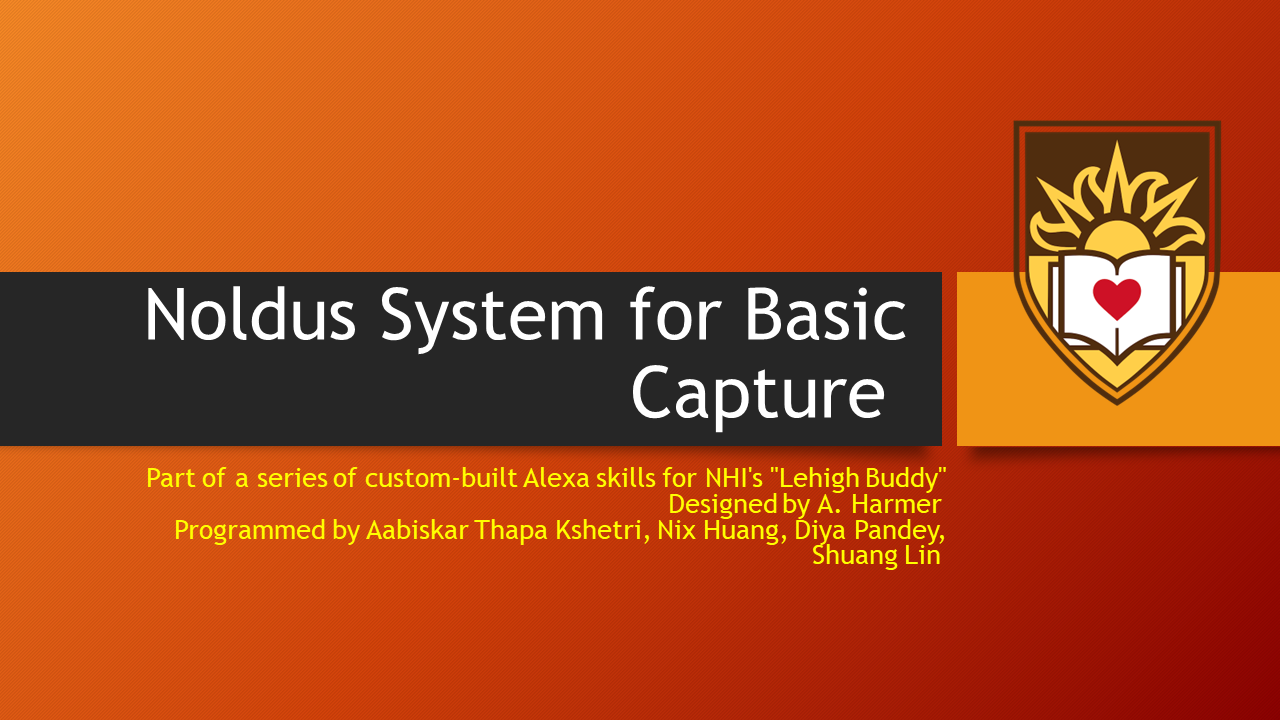 Noldus System for Basic
Capture
Part of a series of custom-built Alexa skills for NHI's "Lehigh Buddy"
Designed by A. Harmer
Programmed by Aabiskar Thapa Kshetri, Nix Huang, Diya Pandey,
Shuang Lin